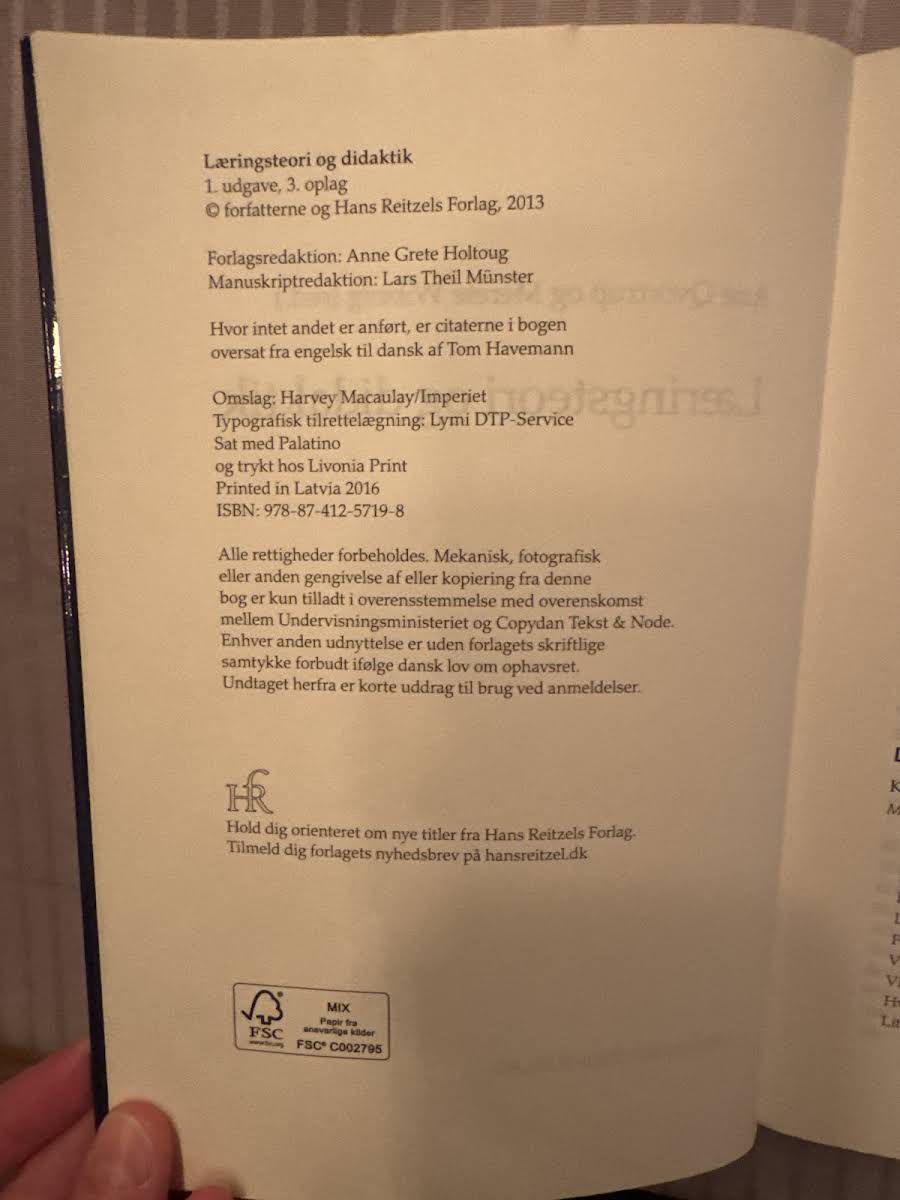 Læringsteori og didaktik
1. udgave, 3. oplag
© forfatterne og Hans Reitzels Forlag, 2013
Forlagsredaktion: Anne Grete Holtoug
Manuskriptredaktion: Lars Theil Münster
Hvor intet andet er anført, er citaterne i bogen
oversat fra engelsk til dansk af Tom Havemann
Omslag: Harvey Macaulay/Imperiet
Typografisk tilrettelægning: Lymi DTP-Service
Sat med Palatino
og trykt hos Livonia Print
Printed in Latvia 2016
ISBN: 978-87-412-5719-8
Alle rettigheder forbeholdes. Mekanisk, fotografisk
eller anden gengivelse af eller kopiering fra denne
bog er kun tilladt i overensstemmelse med overenskomst
mellem Undervisningsministeriet og Copydan Tekst & Node.
Enhver anden udnyttelse er uden forlagets skriftlige
samtykke forbudt ifølge dansk lov om ophavsret.
Undtaget herfra er korte uddrag til brug ved anmeldelser.
HR
Hold dig orienteret om nye titler fra Hans Reitzels Forlag.
Tilmeld dig forlagets nyhedsbrev på hansreitzel.dk
FSC
www.fsc.org
MIX
Papir fra
ansvarlige kilder
FSC® C002795